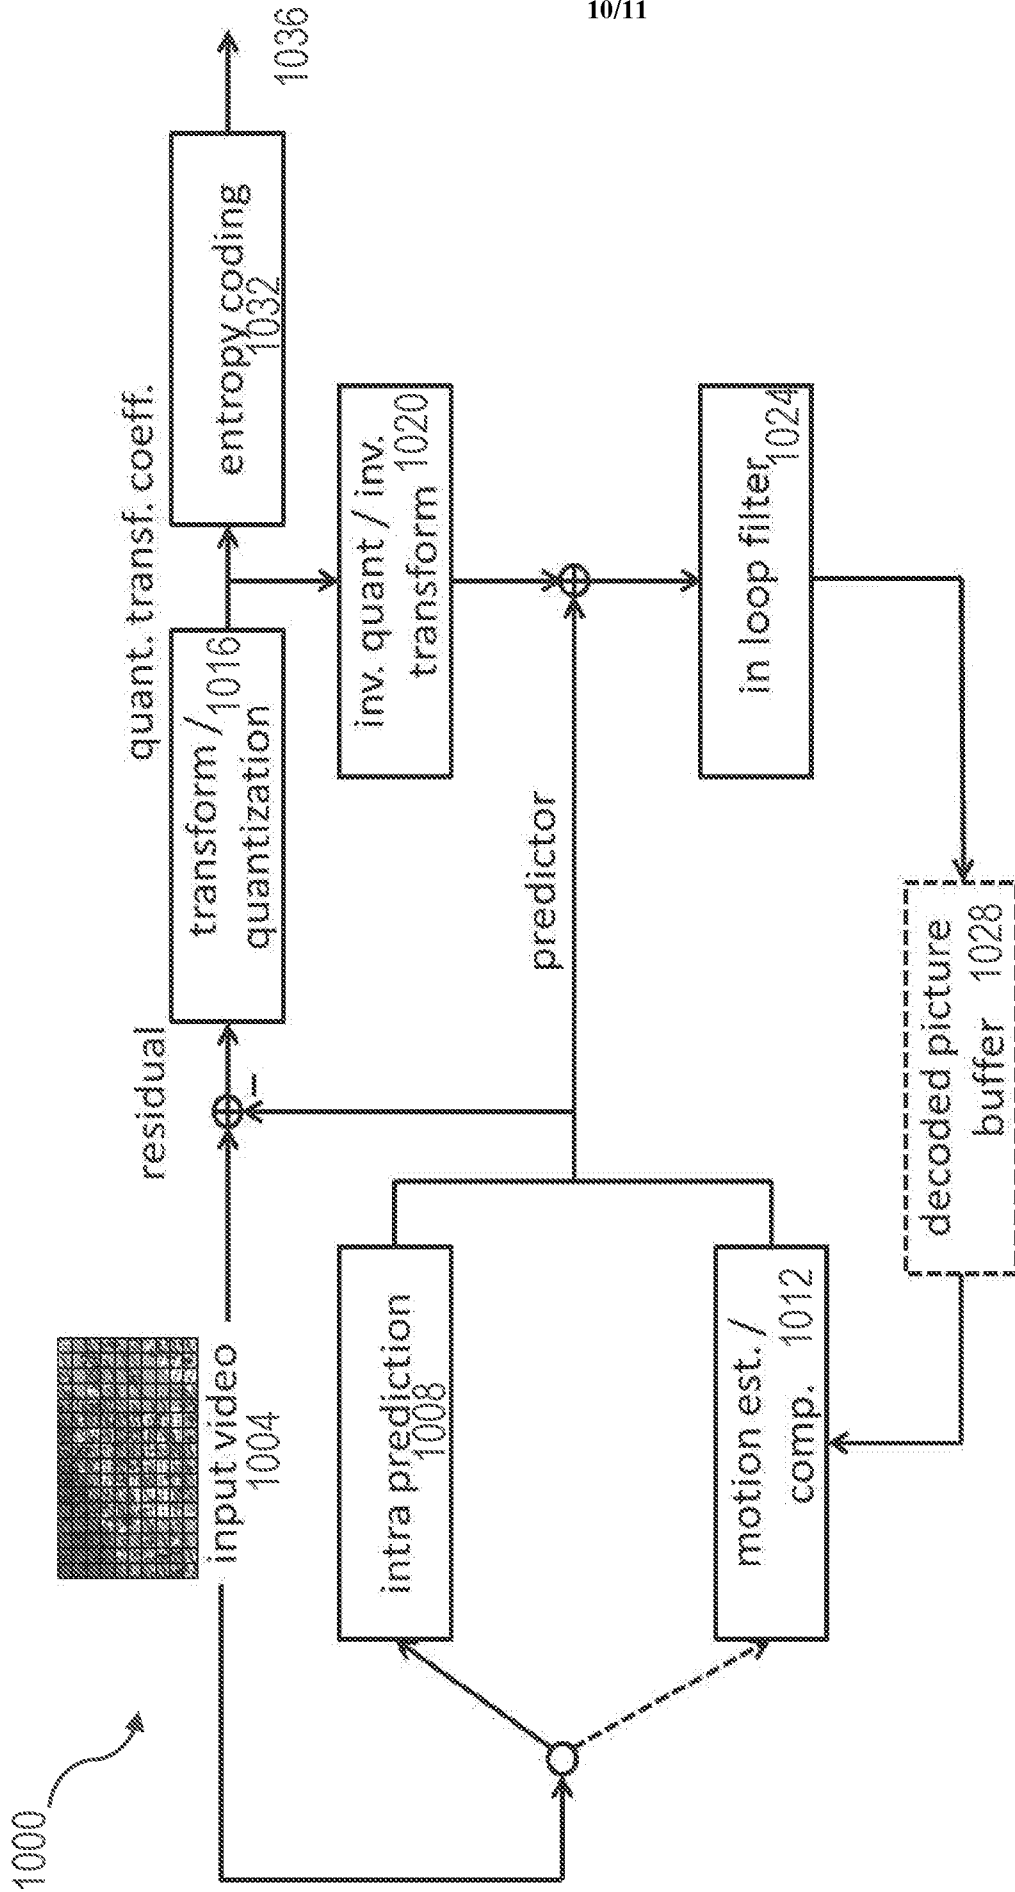 10/11
1000
input video
1004
residual
transform /
1016
quantization
quant. transf. coeff.
entropy coding
1032
1036
intra prediction
1008
inv. quant / inv.
transform 1020
predictor
motion est. /
comp. 1012
in loop filter
1024
decoded picture
buffer 1028
−